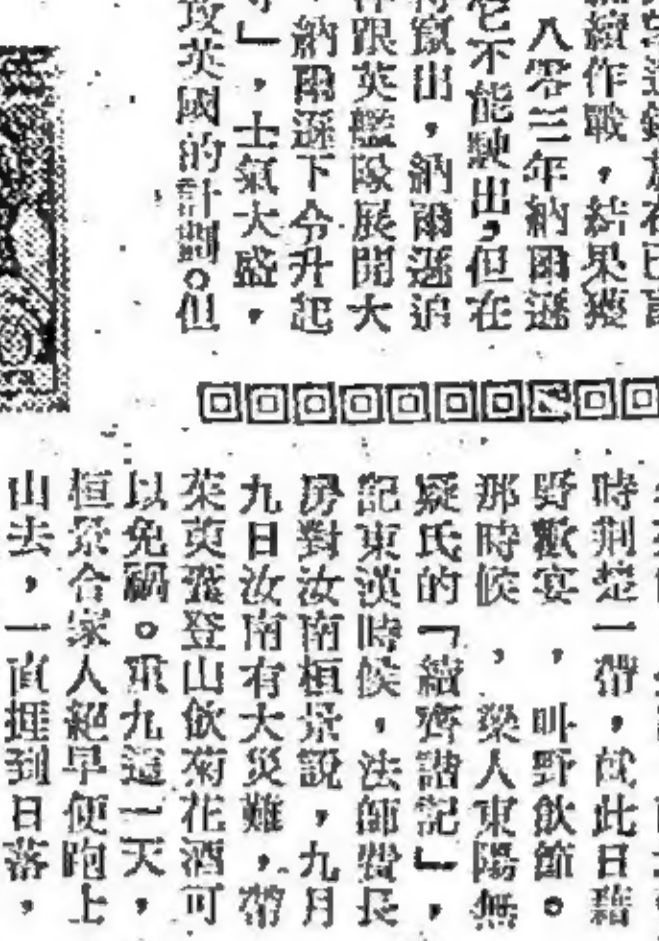 續作戰，結果獲
八零三年納爾遜
它不能駛出，但在
竄出，納爾遜追
跟英艦隊展開大
，納爾遜下令升起
」，士氣大盛，
攻英國的計劃。但
時荆楚一帶，此日藉
野歡宴，叫野飲節。
那時候，梁人東陽無
疑氏的「續齊諧記」，
記東漢時候，法師費長
房對汝南桓景說，九月
九日汝南有大災難，帶
茱萸登山飲菊花酒可
以免禍。重九這一天，
桓景合家人絕早便跑上
山去，一直捱到日落，